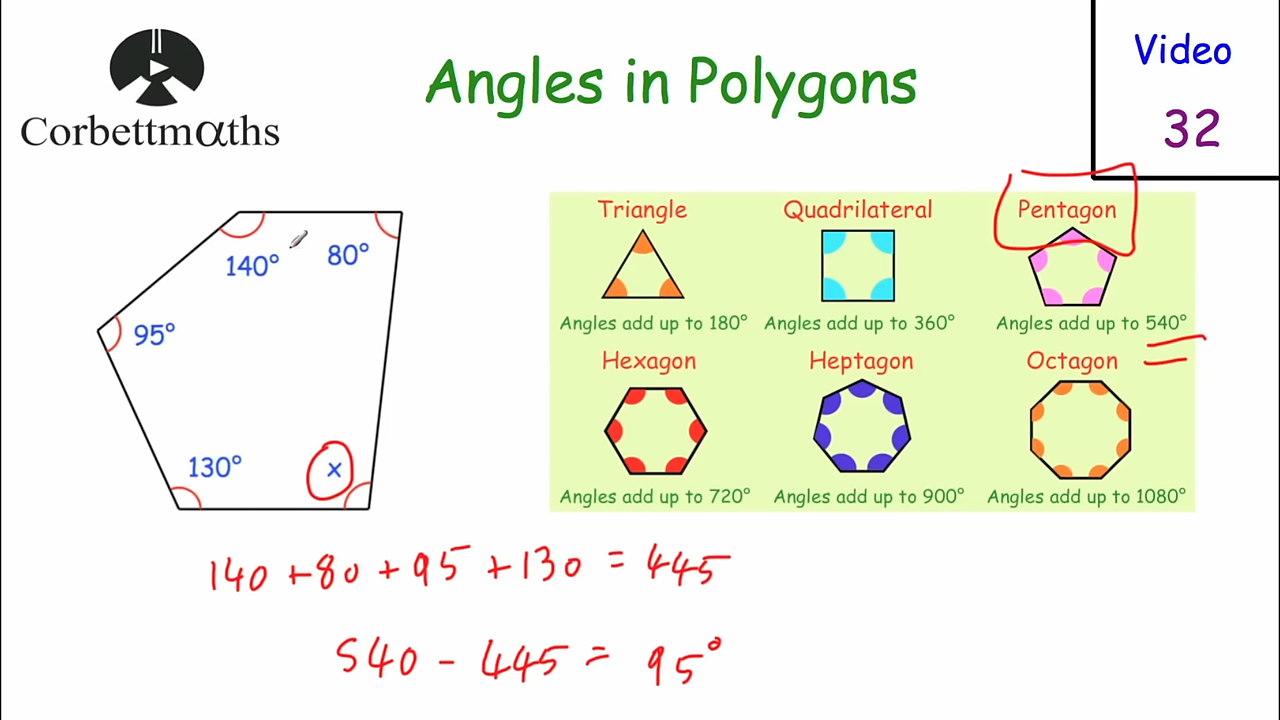 Corbettmαths
Angles in Polygons
Video
32
140° 80°
95°
130° x
Triangle Quadrilateral Pentagon
Angles add up to 180° Angles add up to 360° Angles add up to 540°
Hexagon Heptagon Octagon
Angles add up to 720° Angles add up to 900° Angles add up to 1080°
140 + 80 + 95 + 130 = 445
540 - 445 = 95°